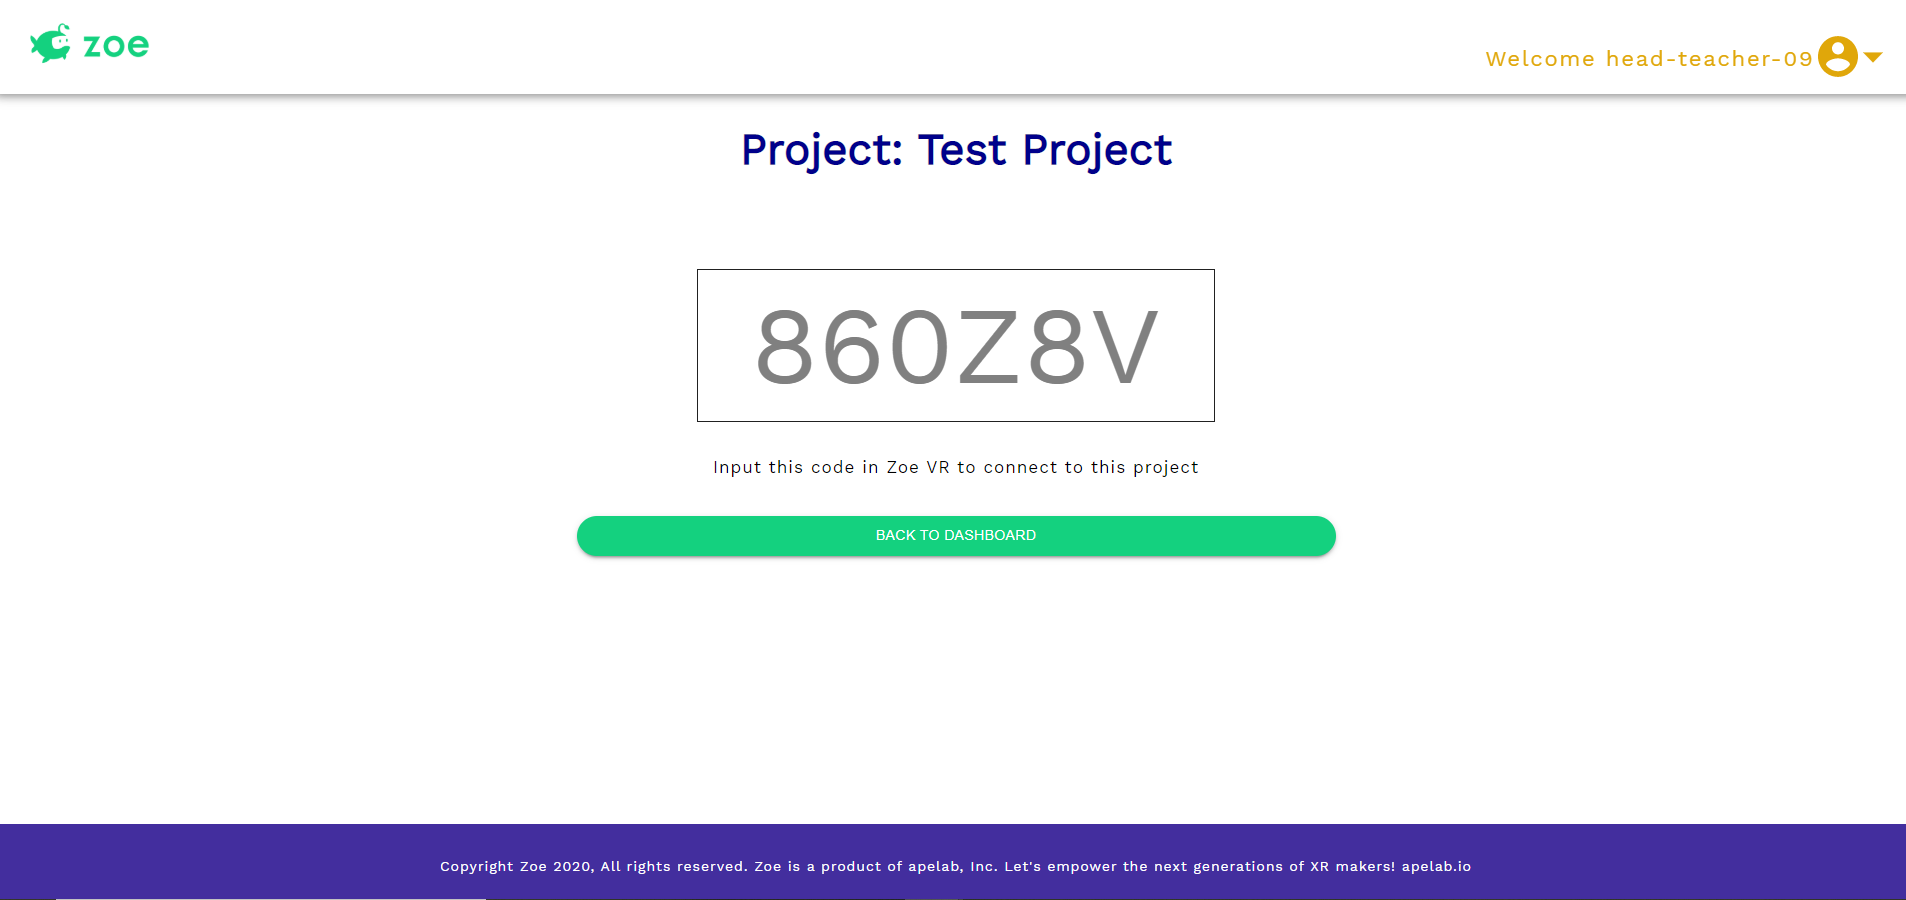 zoe
Welcome head-teacher-09
Project: Test Project
860Z8V
Input this code in Zoe VR to connect to this project
BACK TO DASHBOARD
Copyright Zoe 2020, All rights reserved. Zoe is a product of apelab, Inc. Let's empower the next generations of XR makers! apelab.io